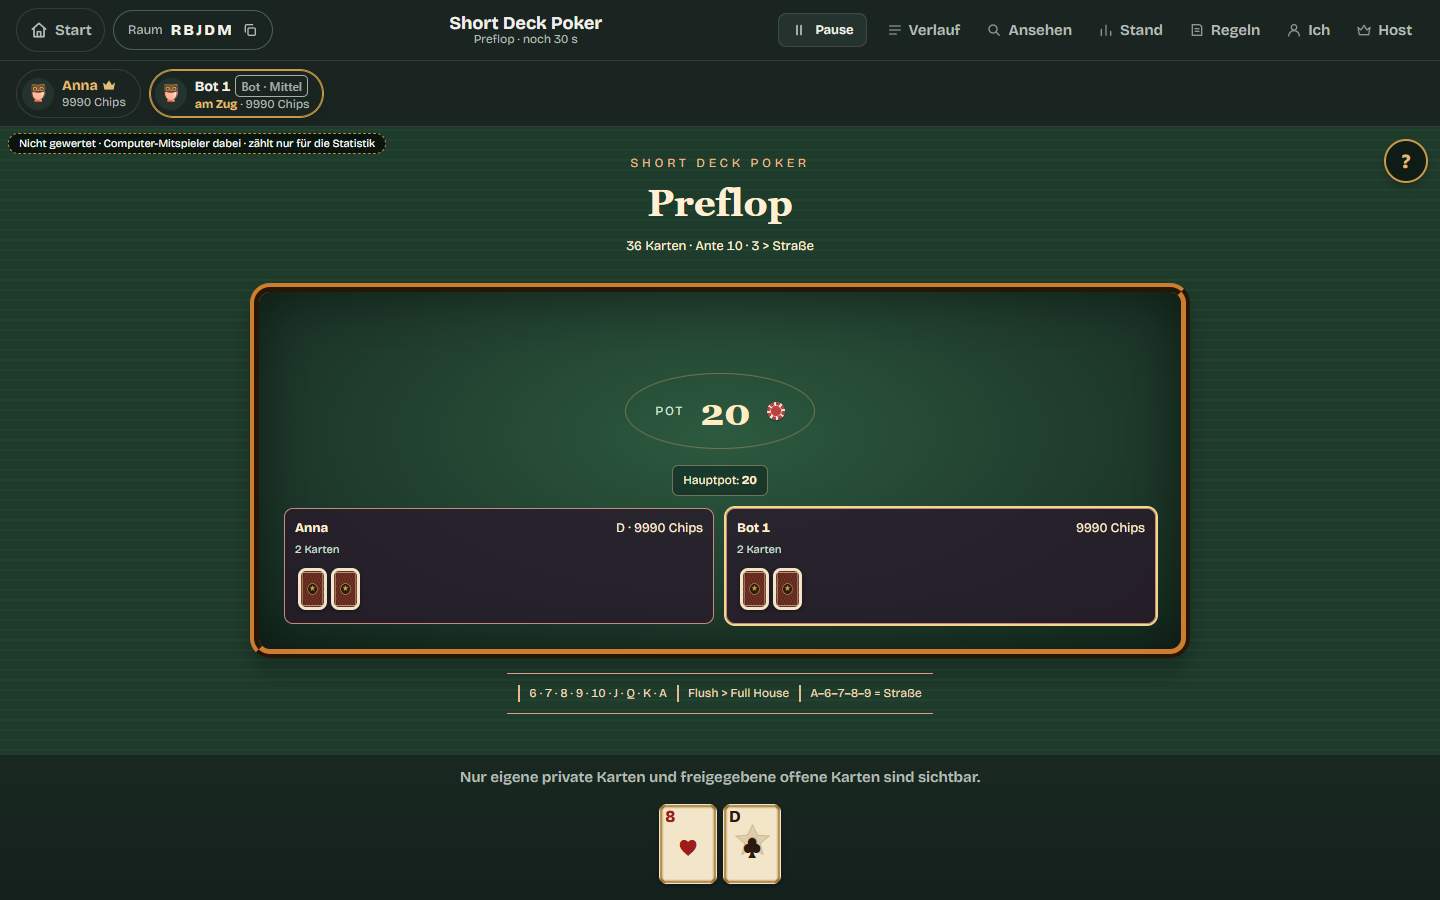 Start
Raum RBJDM
Short Deck Poker
Preflop · noch 30 s
Pause
Verlauf
Ansehen
Stand
Regeln
Ich
Host
Anna
9990 Chips
Bot 1 Bot · Mittel
am Zug · 9990 Chips
Nicht gewertet · Computer-Mitspieler dabei · zählt nur für die Statistik
?
SHORT DECK POKER
Preflop
36 Karten · Ante 10 · 3 > Straße
POT 20
Hauptpot: 20
Anna D · 9990 Chips
2 Karten
Bot 1 9990 Chips
2 Karten
6 · 7 · 8 · 9 · 10 · J · Q · K · A
Flush > Full House
A–6–7–8–9 = Straße
Nur eigene private Karten und freigegebene offene Karten sind sichtbar.
8
D